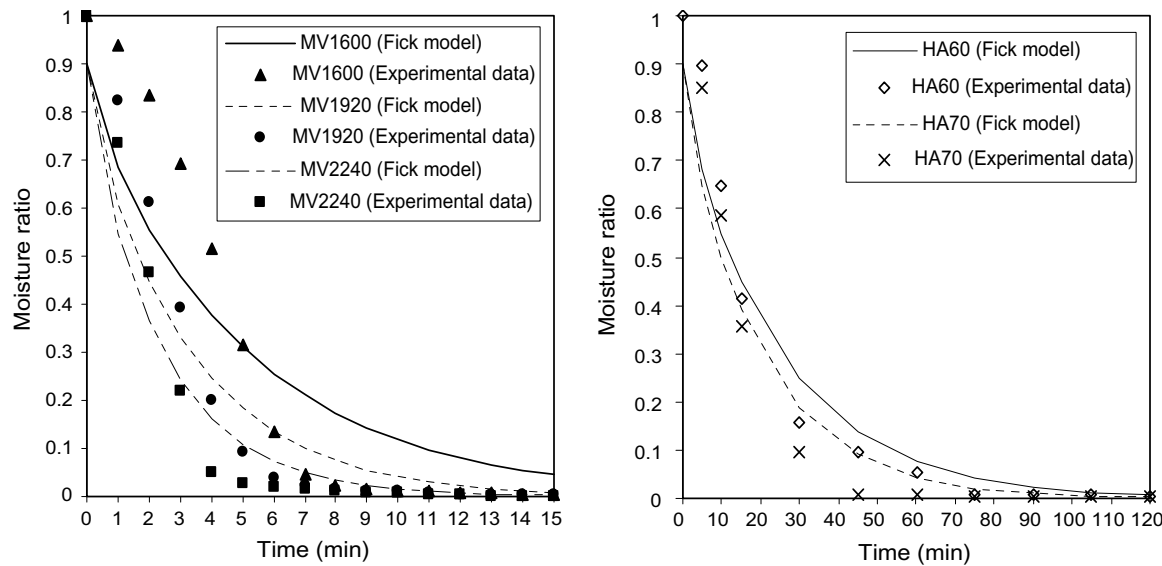 1
0.9
0.8
0.7
0.6
0.5
0.4
0.3
0.2
0.1
0
Moisture ratio
MV1600 (Fick model)
MV1600 (Experimental data)
MV1920 (Fick model)
MV1920 (Experimental data)
MV2240 (Fick model)
MV2240 (Experimental data)
0 1 2 3 4 5 6 7 8 9 10 11 12 13 14 15
Time (min)
1
0.9
0.8
0.7
0.6
0.5
0.4
0.3
0.2
0.1
0
Moisture ratio
HA60 (Fick model)
HA60 (Experimental data)
HA70 (Fick model)
HA70 (Experimental data)
0 10 20 30 40 50 60 70 80 90 100 110 120
Time (min)